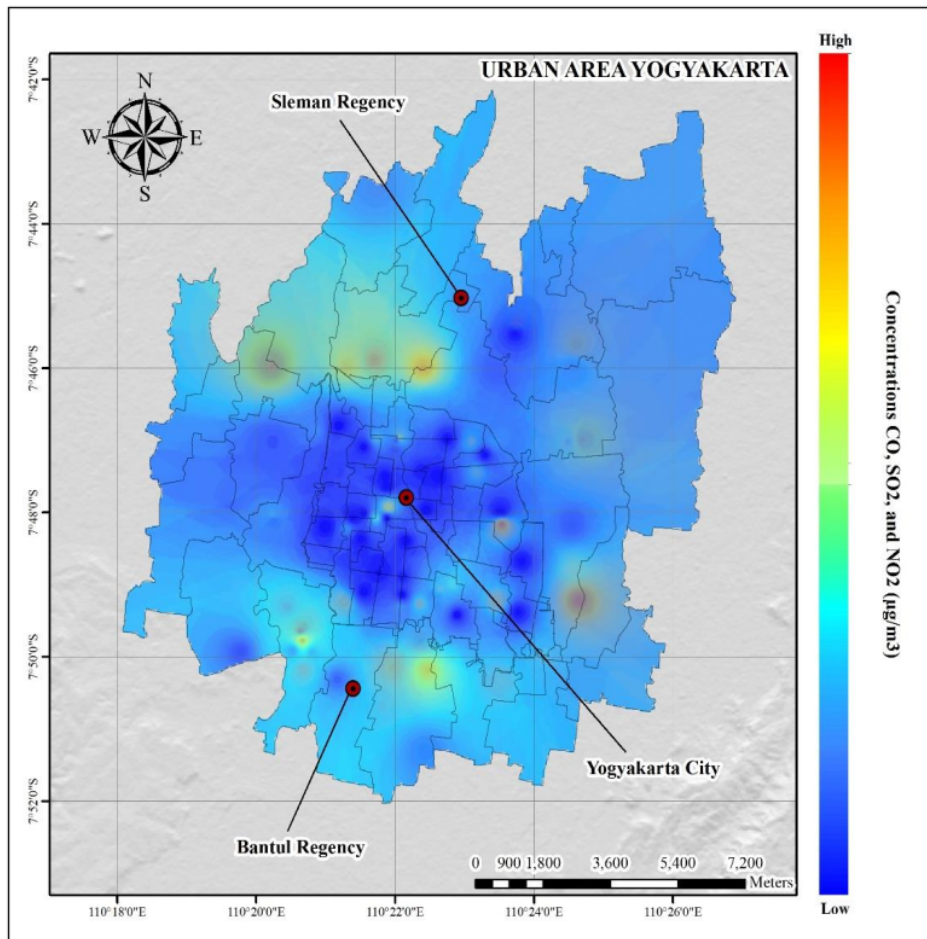 URBAN AREA YOGYAKARTA
High
N
W E
S
Sleman Regency
7°42'0"S
7°44'0"S
7°46'0"S
7°48'0"S
7°50'0"S
7°52'0"S
Concentrations CO, SO2, and NO2 (µg/m3)
Yogyakarta City
Bantul Regency
0 900 1,800 3,600 5,400 7,200
Meters
Low
110°18'0"E 110°20'0"E 110°22'0"E 110°24'0"E 110°26'0"E